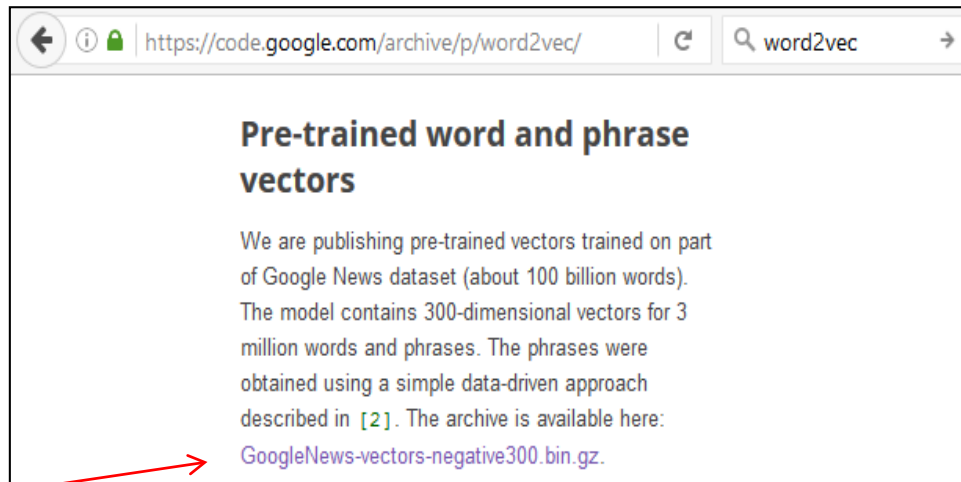 https://code.google.com/archive/p/word2vec/
word2vec
Pre-trained word and phrase
vectors
We are publishing pre-trained vectors trained on part
of Google News dataset (about 100 billion words).
The model contains 300-dimensional vectors for 3
million words and phrases. The phrases were
obtained using a simple data-driven approach
described in [2]. The archive is available here:
GoogleNews-vectors-negative300.bin.gz.